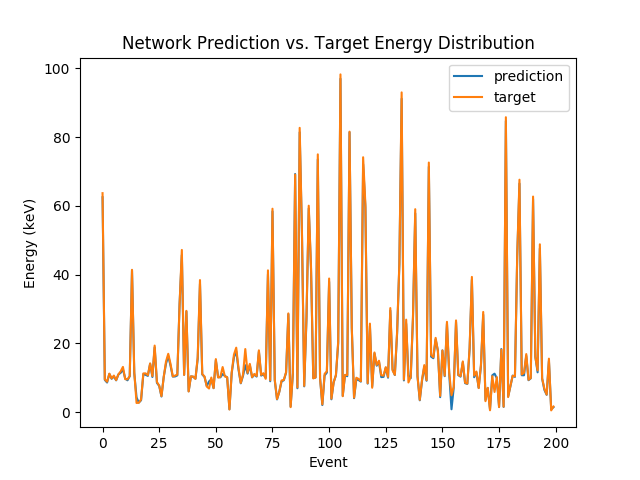 Network Prediction vs. Target Energy Distribution
prediction
target
Energy (keV)
100
80
60
40
20
0
0 25 50 75 100 125 150 175 200
Event